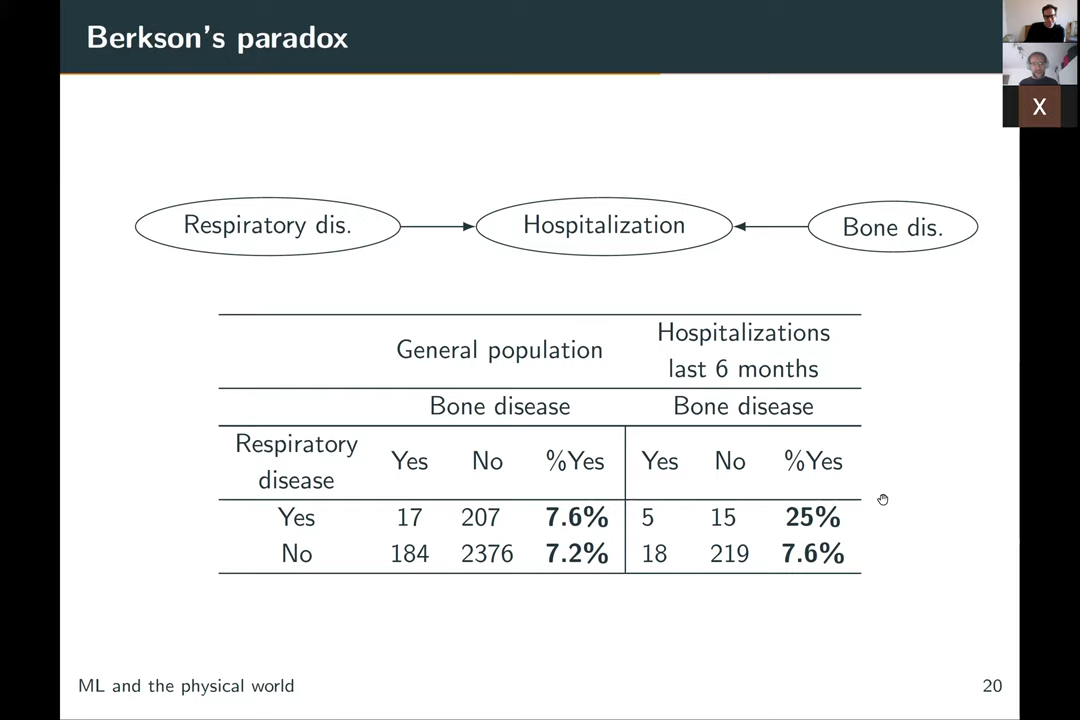 Berkson's paradox
X
Respiratory dis.
Hospitalization
Bone dis.
General population
Hospitalizations
last 6 months
Bone disease Bone disease
Respiratory
disease
Yes No %Yes Yes No %Yes
Yes 17 207 7.6% 5 15 25%
No 184 2376 7.2% 18 219 7.6%
ML and the physical world
20